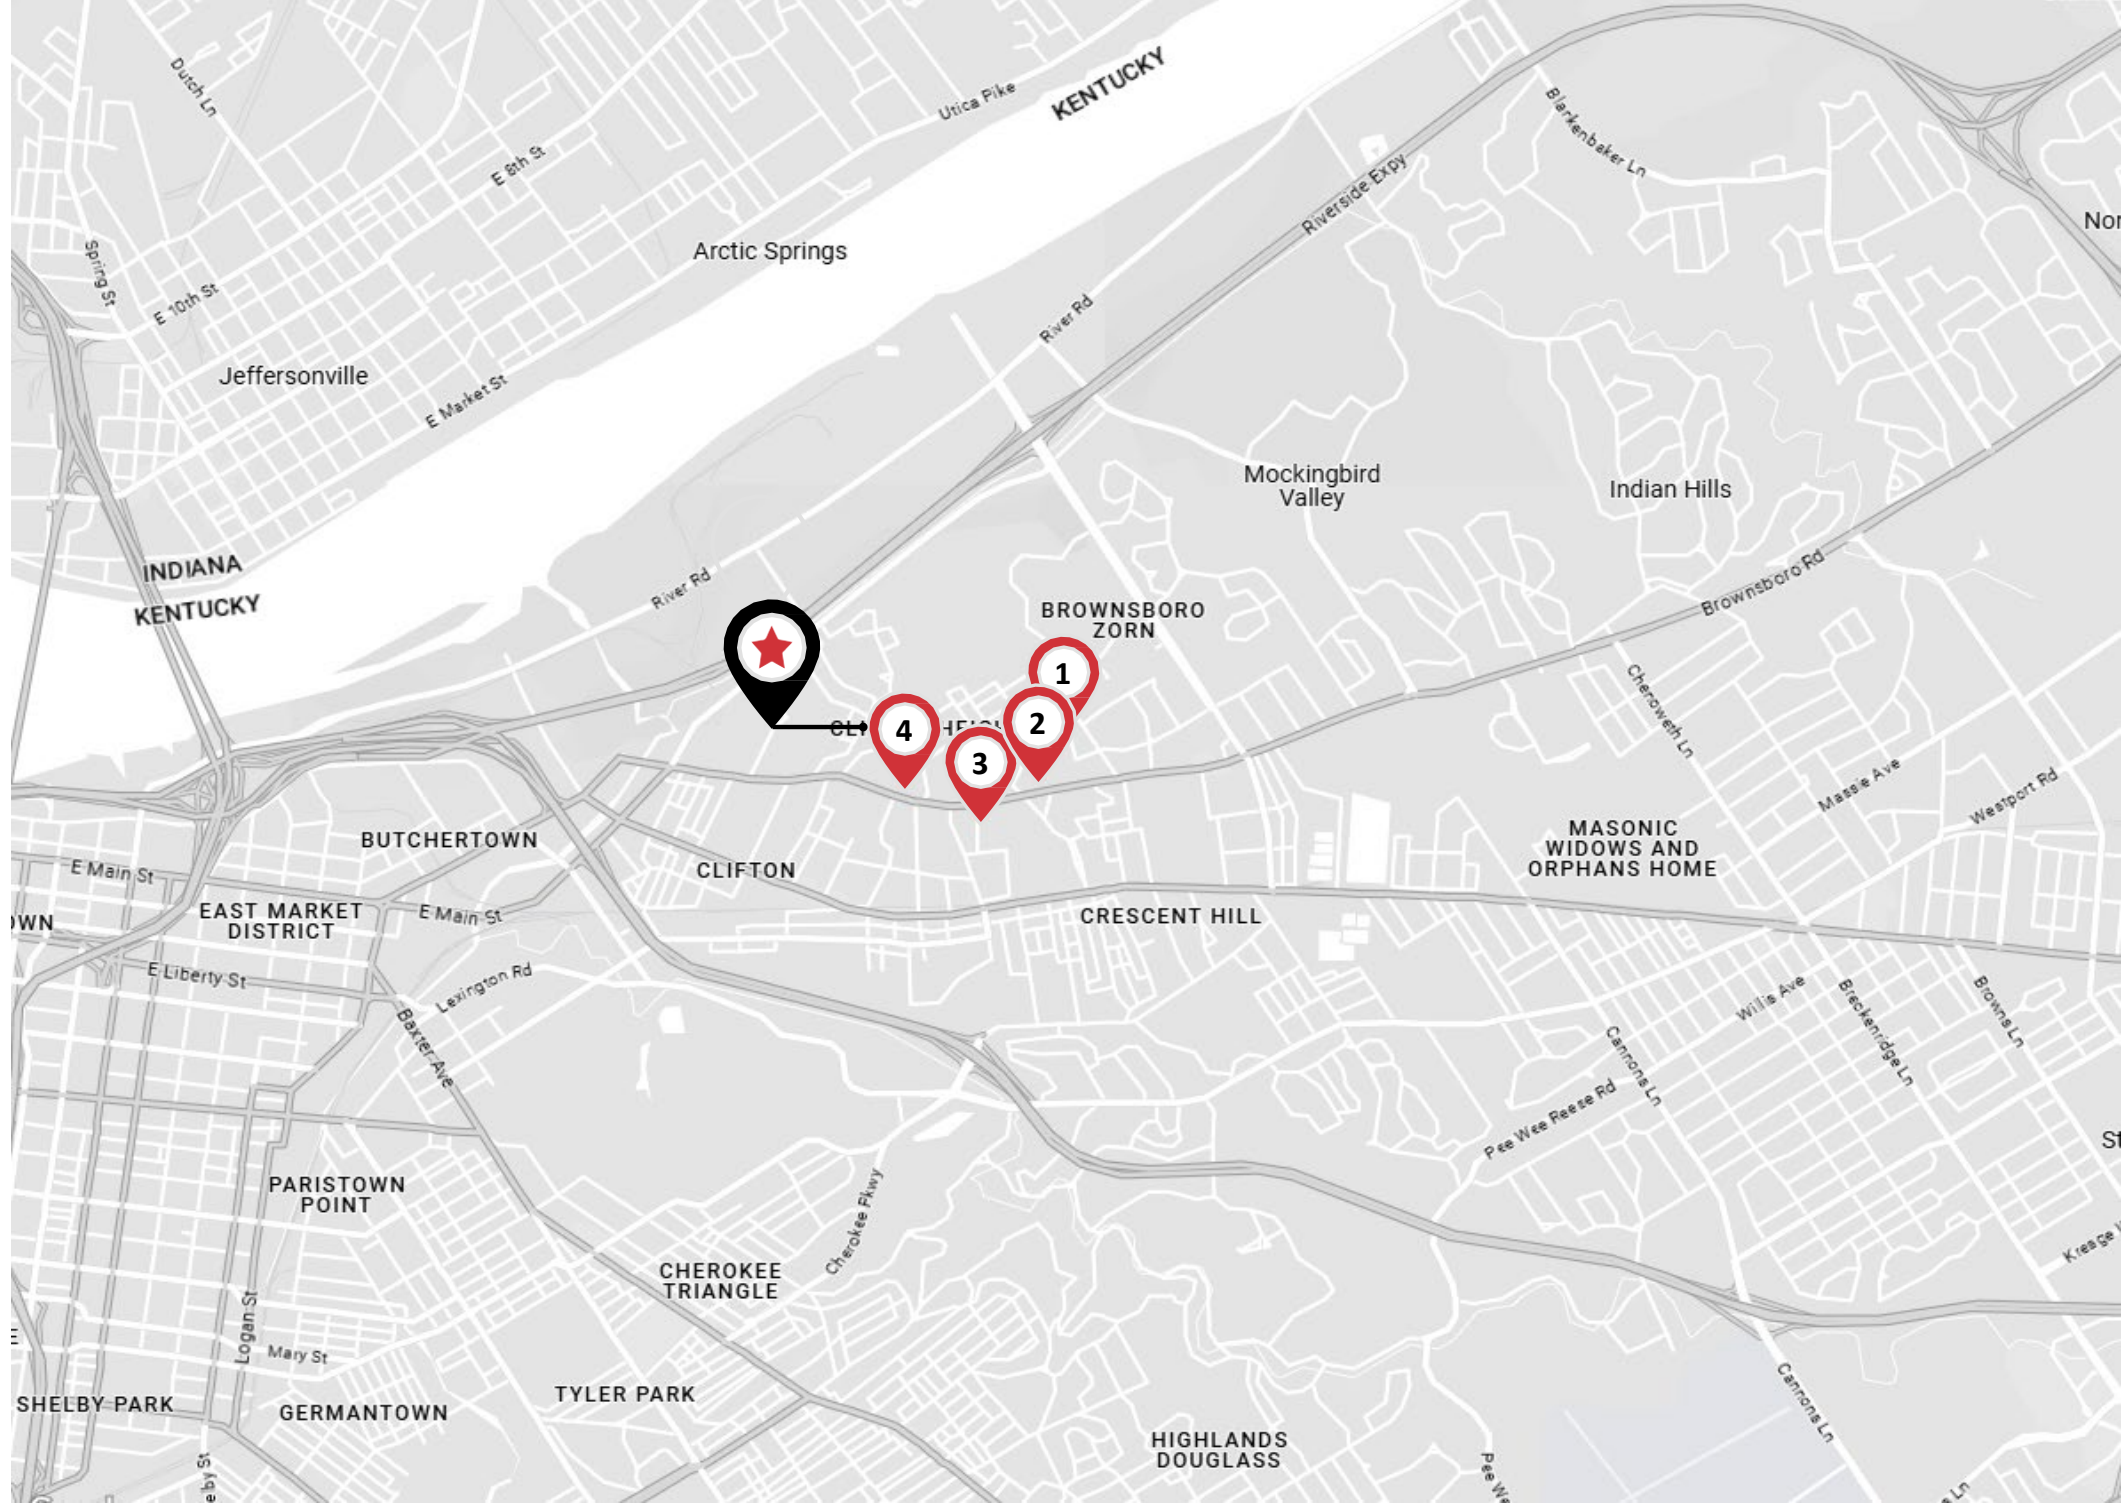 Dutch Ln
Utica Pike
KENTUCKY
E 8th St
Blankenbaker Ln
Riverside Expy
Spring St
E 10th St
Arctic Springs
River Rd
Jeffersonville
E Market St
Mockingbird
Valley
Indian Hills
INDIANA
KENTUCKY
River Rd
Brownsboro Rd
BROWNSBORO
ZORN
1
2
3
4
Chenoweth Ln
Massie Ave
Westport Rd
BUTCHERTOWN
CLIFTON
MASONIC
WIDOWS AND
ORPHANS HOME
E Main St
EAST MARKET
DISTRICT
E Main St
CRESCENT HILL
E Liberty St
Lexington Rd
Baxter Ave
Willis Ave
Breckenridge Ln
Browns Ln
Cannons Ln
Pee Wee Reese Rd
PARISTOWN
POINT
Cherokee Pkwy
CHEROKEE
TRIANGLE
Logan St
Mary St
SHELBY PARK
GERMANTOWN
TYLER PARK
Cannons Ln
HIGHLANDS
DOUGLASS